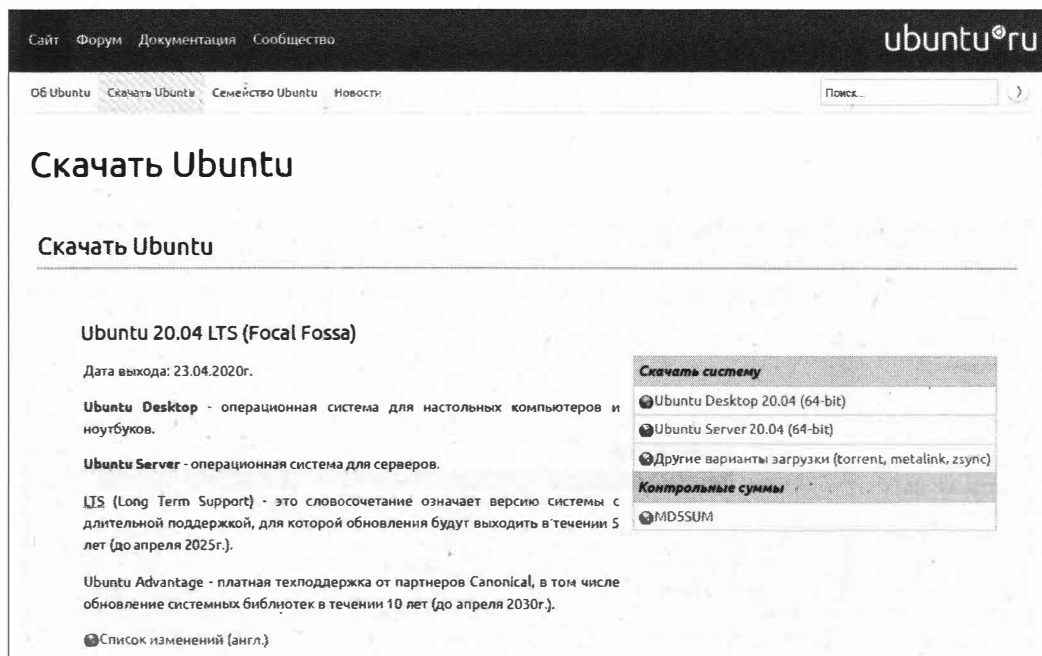 Сайт Форум Документация Сообщество
ubuntu®ru
Об Ubuntu Скачать Ubuntu Семейство Ubuntu Новости
Поиск...
Скачать Ubuntu
Скачать Ubuntu
Ubuntu 20.04 LTS (Focal Fossa)
Дата выхода: 23.04.2020г.
Ubuntu Desktop - операционная система для настольных компьютеров и
ноутбуков.
Ubuntu Server - операционная система для серверов.
LTS (Long Term Support) - это словосочетание означает версию системы с
длительной поддержкой, для которой обновления будут выходить в течении 5
лет (до апреля 2025г.).
Ubuntu Advantage - платная техподдержка от партнеров Canonical, в том числе
обновление системных библиотек в течении 10 лет (до апреля 2030г.).
Список изменений (англ.)
Скачать систему
Ubuntu Desktop 20.04 (64-bit)
Ubuntu Server 20.04 (64-bit)
Другие варианты загрузки (torrent, metalink, zsync)
Контрольные суммы
MD5SUM